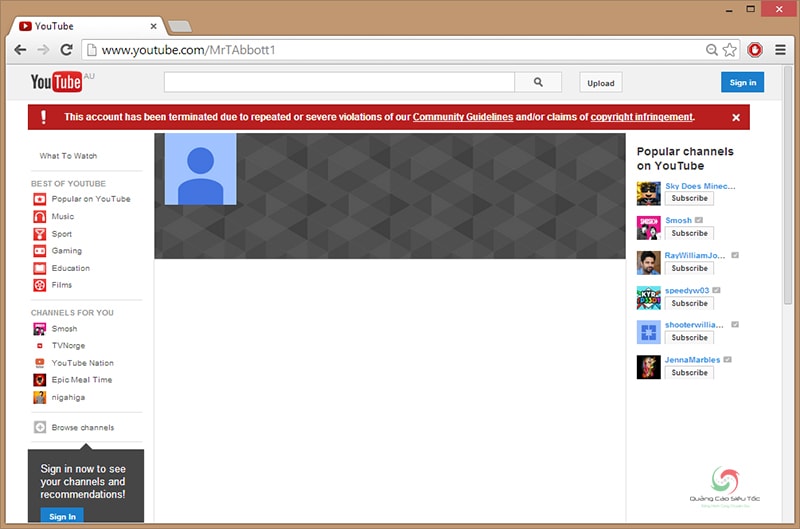 YouTube
www.youtube.com/MrTAbbott1
YouTube AU
Upload
Sign in
This account has been terminated due to repeated or severe violations of our Community Guidelines and/or claims of copyright infringement.
What To Watch
BEST OF YOUTUBE
Popular on YouTube
Music
Sport
Gaming
Education
Films
CHANNELS FOR YOU
Smosh
TVNorge
YouTube Nation
Epic Meal Time
nigahiga
Browse channels
Sign in now to see
your channels and
recommendations!
Sign In
Popular channels
on YouTube
Sky Does Minec...
Subscribe
Smosh
Subscribe
RayWilliamJo...
Subscribe
speedyw03
Subscribe
shooterwillia...
Subscribe
JennaMarbles
Subscribe
Quảng Cáo Siêu Tốc